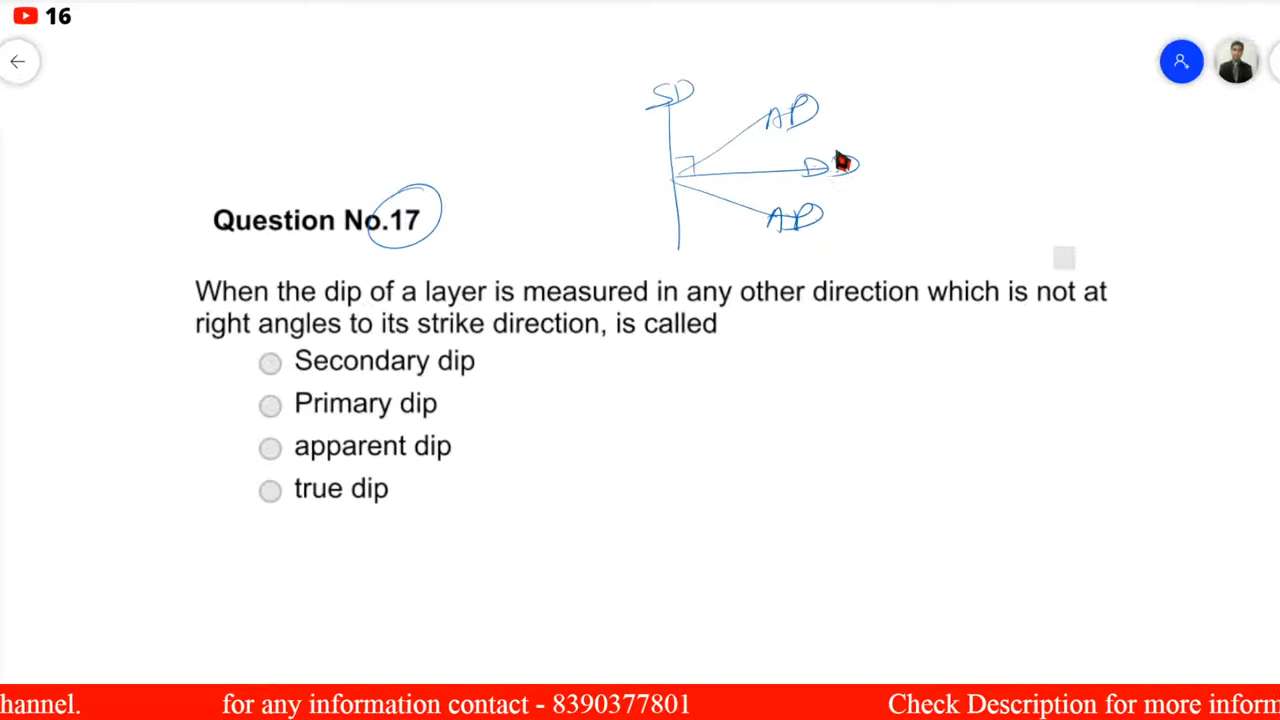 16
SD
AD
DD
AD
Question No.17
When the dip of a layer is measured in any other direction which is not at
right angles to its strike direction, is called
Secondary dip
Primary dip
apparent dip
true dip
hannel. for any information contact - 8390377801 Check Description for more inform